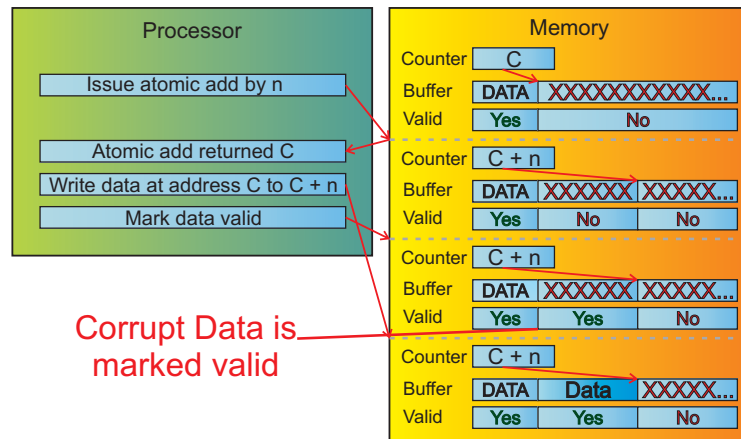 Processor
Issue atomic add by n
Atomic add returned C
Write data at address C to C + n
Mark data valid
Corrupt Data is
marked valid
Memory
Counter C
Buffer DATA XXXXXXXXXXX...
Valid Yes No
Counter C + n
Buffer DATA XXXXXX XXXXX...
Valid Yes No No
Counter C + n
Buffer DATA XXXXXX XXXXX...
Valid Yes Yes No
Counter C + n
Buffer DATA Data XXXXX...
Valid Yes Yes No